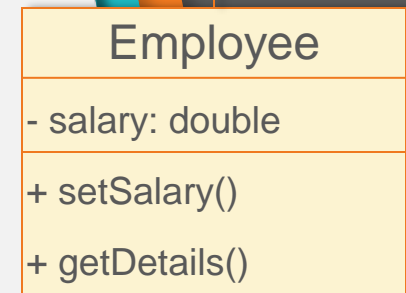 Employee
- salary: double
+ setSalary()
+ getDetails()